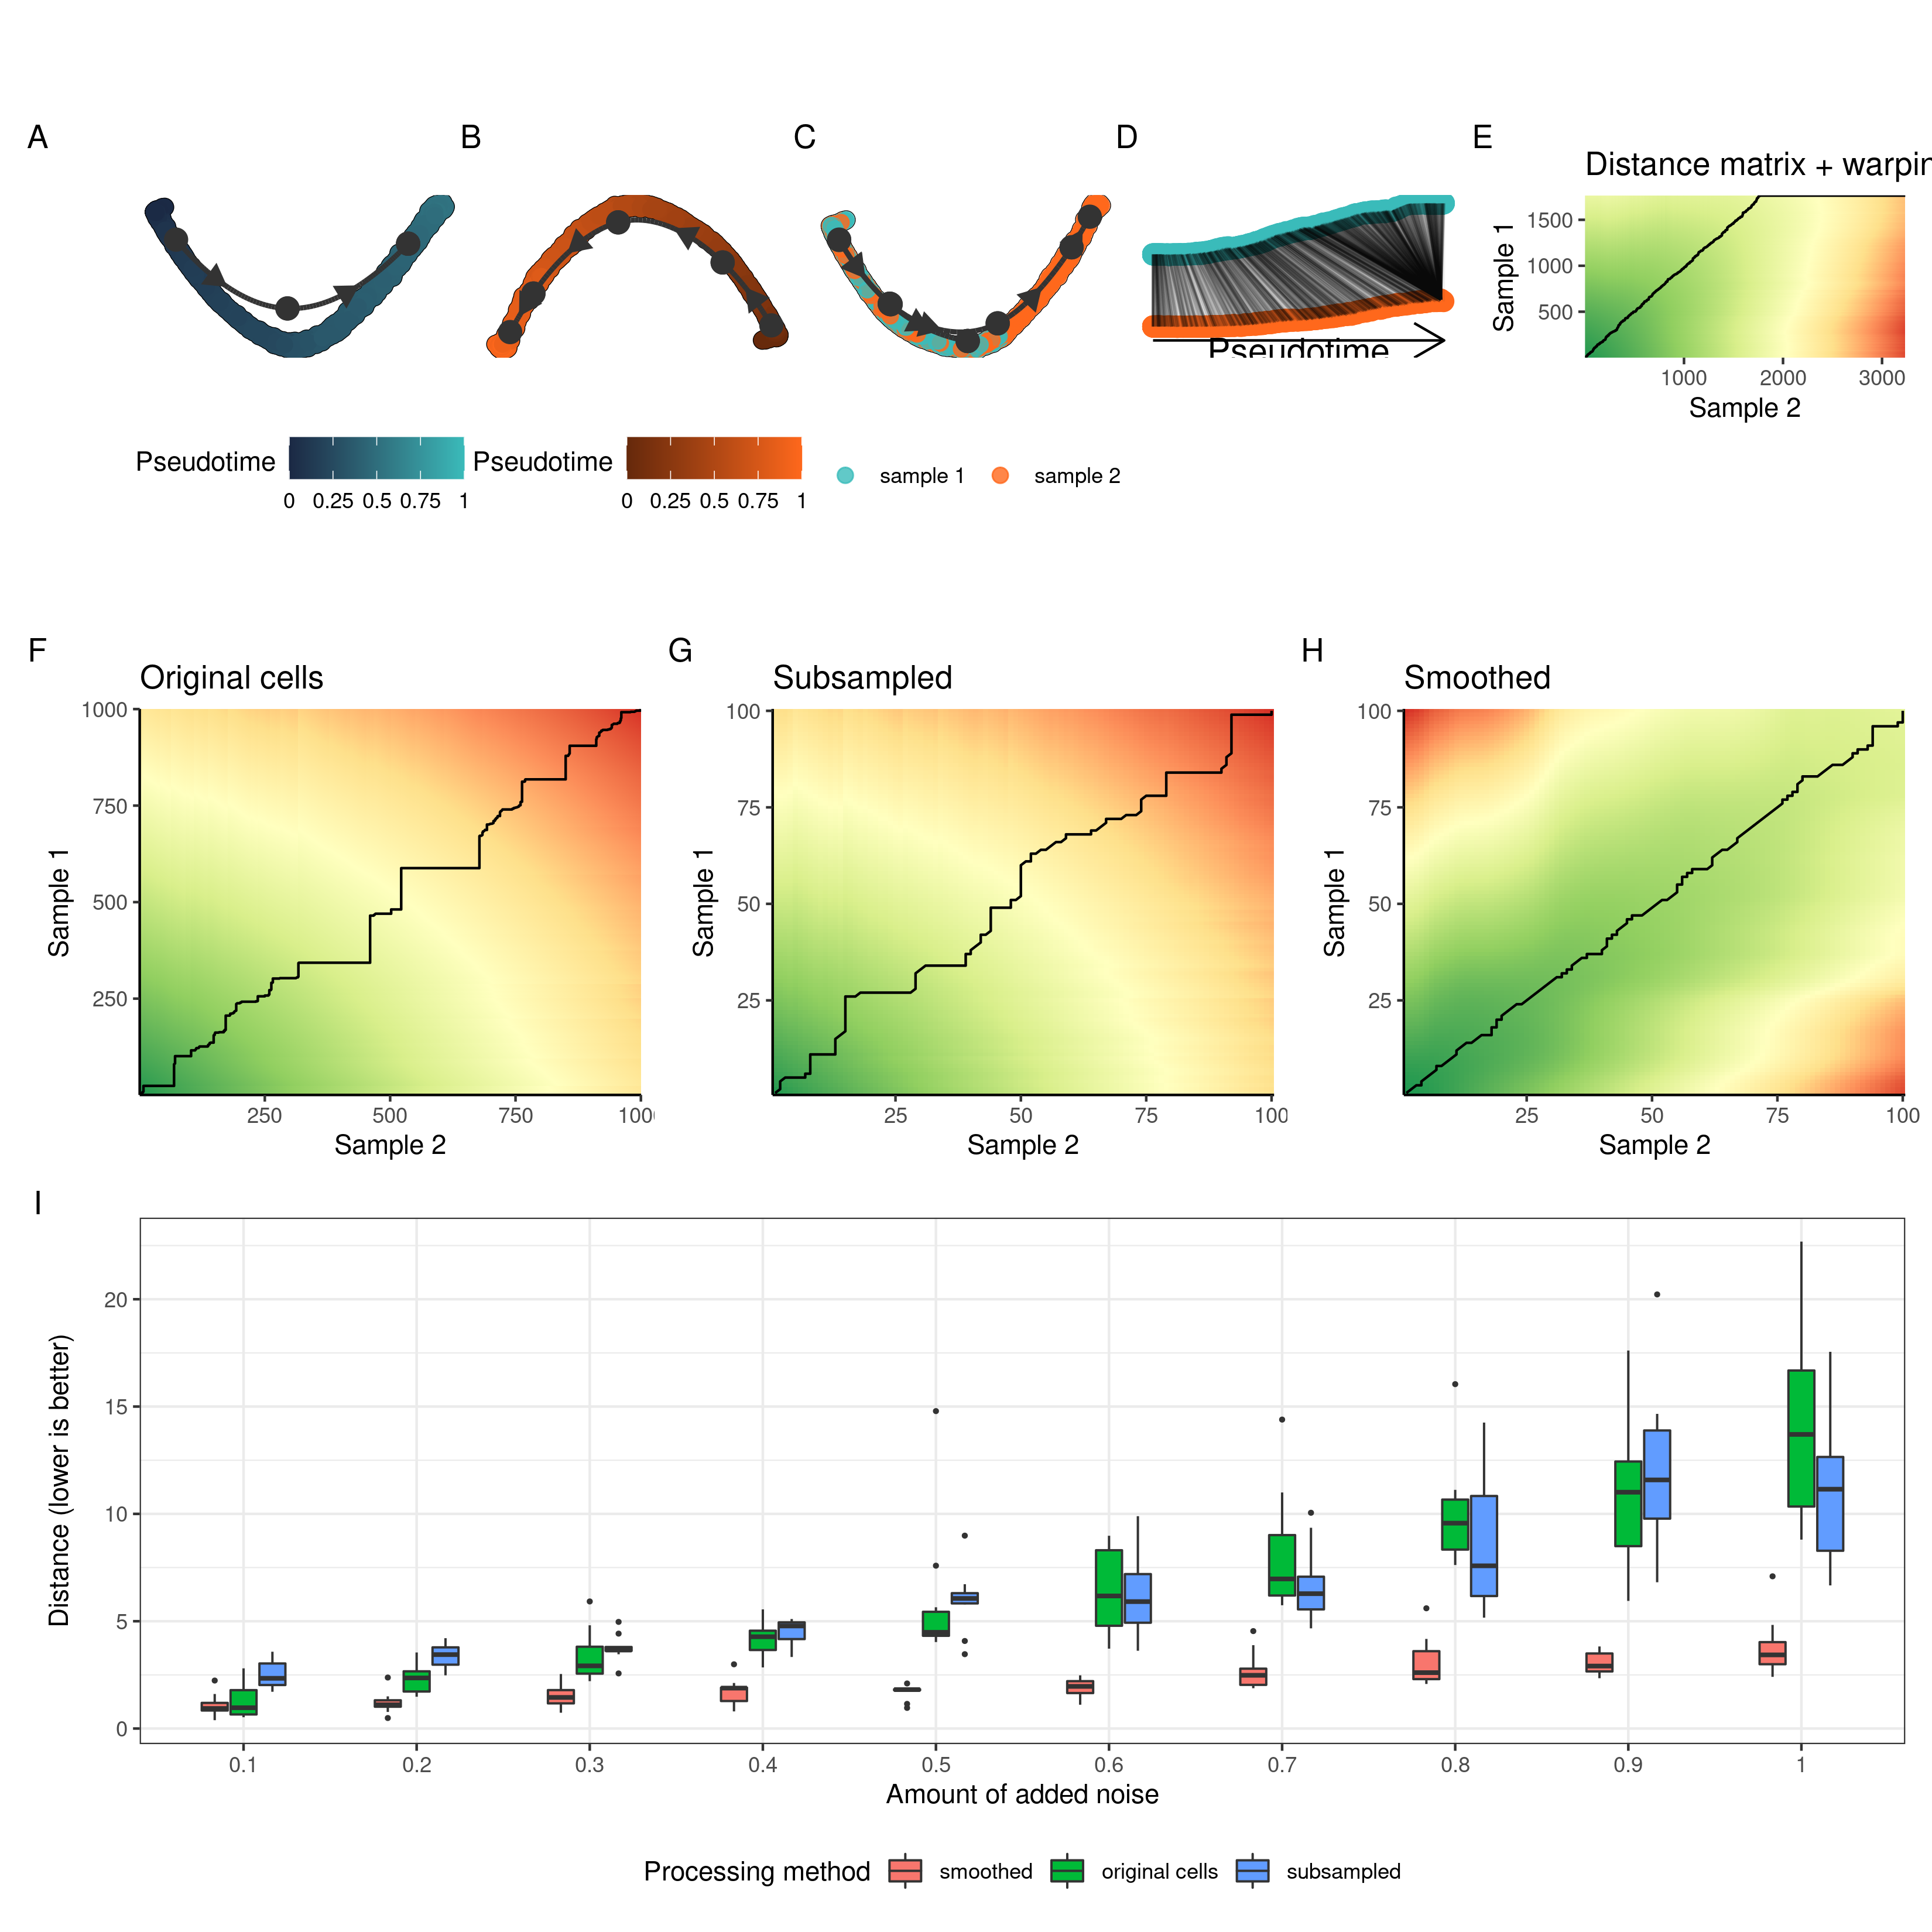 A
B
C
D
E
Distance matrix + warpin
Sample 1
1500
1000
500
1000 2000 3000
Sample 2
Pseudotime
Pseudotime
0 0.25 0.5 0.75 1
Pseudotime
0 0.25 0.5 0.75 1
sample 1 sample 2
F
Original cells
Sample 1
1000
750
500
250
250 500 750 100
Sample 2
G
Subsampled
Sample 1
100
75
50
25
25 50 75 100
Sample 2
H
Smoothed
Sample 1
100
75
50
25
25 50 75 100
Sample 2
I
Distance (lower is better)
20
15
10
5
0
0.1 0.2 0.3 0.4 0.5 0.6 0.7 0.8 0.9 1
Amount of added noise
Processing method smoothed original cells subsampled